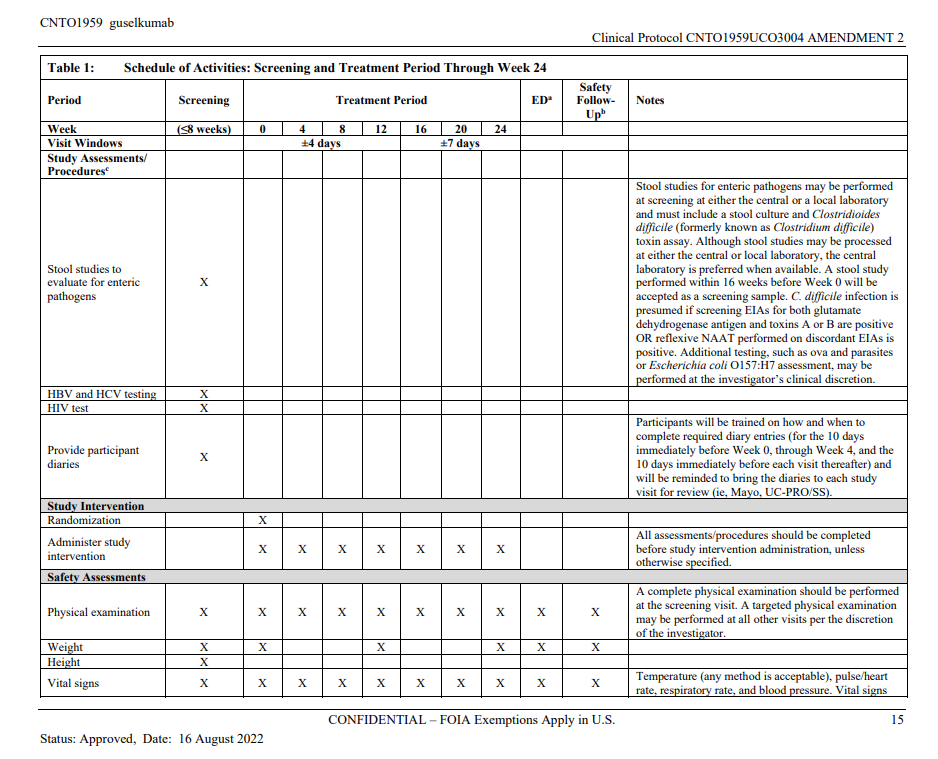 CNTO1959 guselkumab
Clinical Protocol CNTO1959UCO3004 AMENDMENT 2
Table 1: Schedule of Activities: Screening and Treatment Period Through Week 24
Period Screening Treatment Period EDa Safety Follow-Upb Notes
Week (≤8 weeks) 0 4 8 12 16 20 24
Visit Windows ±4 days ±7 days
Study Assessments/
Proceduresc
Stool studies to
evaluate for enteric
pathogens
X
Stool studies for enteric pathogens may be performed
at screening at either the central or a local laboratory
and must include a stool culture and Clostridioides
difficile (formerly known as Clostridium difficile)
toxin assay. Although stool studies may be processed
at either the central or local laboratory, the central
laboratory is preferred when available. A stool study
performed within 16 weeks before Week 0 will be
accepted as a screening sample. C. difficile infection is
presumed if screening EIAs for both glutamate
dehydrogenase antigen and toxins A or B are positive
OR reflexive NAAT performed on discordant EIAs is
positive. Additional testing, such as ova and parasites
or Escherichia coli O157:H7 assessment, may be
performed at the investigator's clinical discretion.
HBV and HCV testing X
HIV test X
Provide participant
diaries
X
Participants will be trained on how and when to
complete required diary entries (for the 10 days
immediately before Week 0, through Week 4, and the
10 days immediately before each visit thereafter) and
will be reminded to bring the diaries to each study
visit for review (ie, Mayo, UC-PRO/SS).
Study Intervention
Randomization X
Administer study
intervention
X X X X X X X
All assessments/procedures should be completed
before study intervention administration, unless
otherwise specified.
Safety Assessments
Physical examination X X X X X X X X X X
A complete physical examination should be performed
at the screening visit. A targeted physical examination
may be performed at all other visits per the discretion
of the investigator.
Weight X X X X X X
Height X
Vital signs X X X X X X X X X X
Temperature (any method is acceptable), pulse/heart
rate, respiratory rate, and blood pressure. Vital signs
CONFIDENTIAL – FOIA Exemptions Apply in U.S. 15
Status: Approved, Date: 16 August 2022